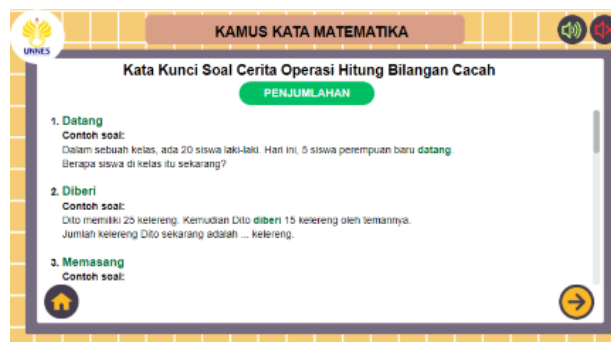 UNNES
KAMUS KATA MATEMATIKA
Kata Kunci Soal Cerita Operasi Hitung Bilangan Cacah
PENJUMLAHAN
1. Datang
Contoh soal:
Dalam sebuah kelas, ada 20 siswa laki-laki. Hari ini, 5 siswa perempuan baru datang.
Berapa siswa di kelas itu sekarang?
2. Diberi
Contoh soal:
Dito memiliki 25 kelereng. Kemudian Dito diberi 15 kelereng oleh temannya.
Jumlah kelereng Dito sekarang adalah ... kelereng.
3. Memasang
Contoh soal: